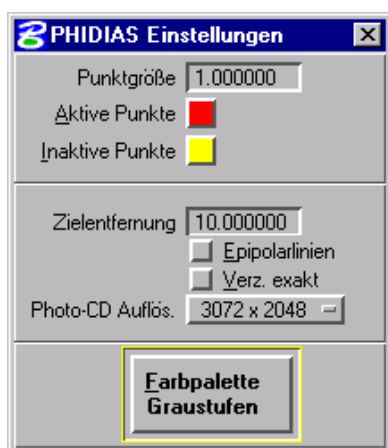 PHIDIAS Einstellungen
Punktgröße 1.000000
Aktive Punkte
Inaktive Punkte
Zielentfernung 10.000000
Epipolarlinien
Verz. exakt
Photo-CD Auflös. 3072 x 2048
Farbpalette
Graustufen